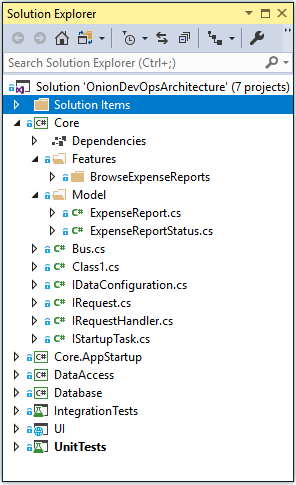 Solution Explorer
Search Solution Explorer (Ctrl+;)
Solution 'OnionDevOpsArchitecture' (7 projects)
Solution Items
C# Core
Dependencies
Features
BrowseExpenseReports
Model
C# ExpenseReport.cs
C# ExpenseReportStatus.cs
C# Bus.cs
C# Class1.cs
C# IDataConfiguration.cs
C# IRequest.cs
C# IRequestHandler.cs
C# IStartupTask.cs
C# Core.AppStartup
C# DataAccess
C# Database
IntegrationTests
UI
UnitTests